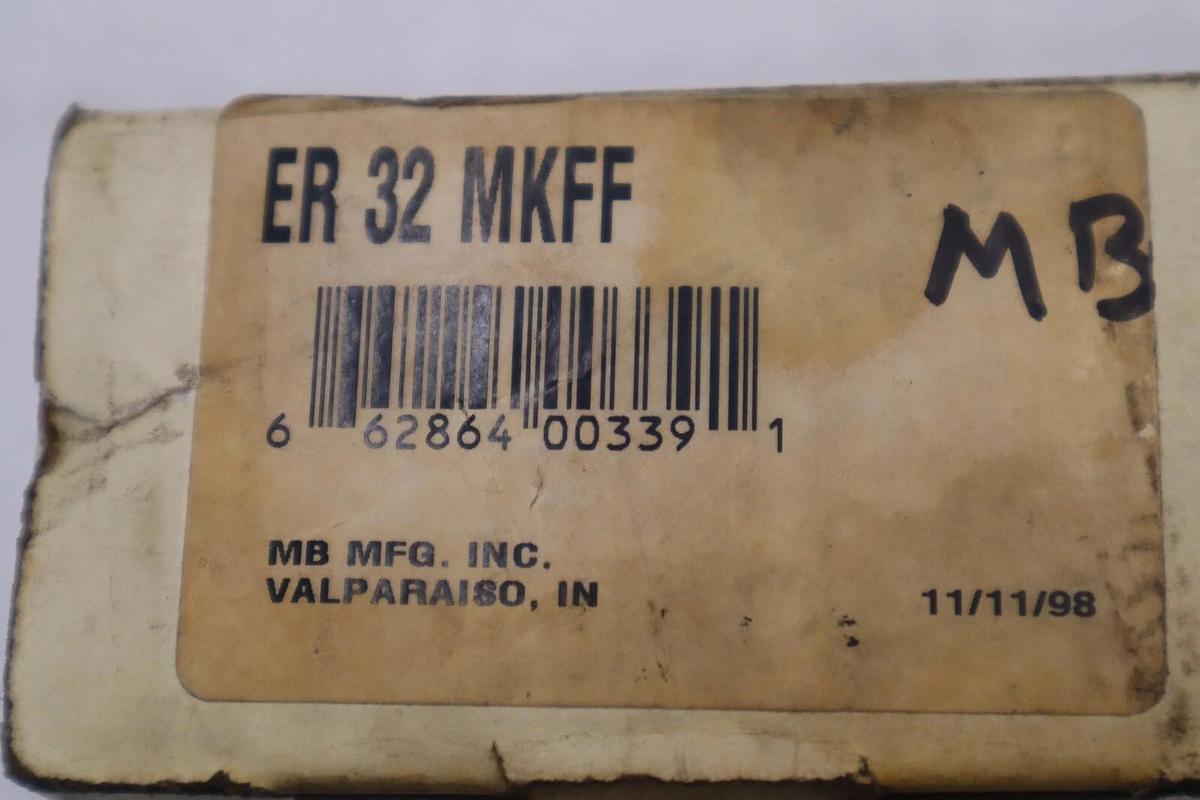 ER 32 MKFF
MB
6 62864 00339 1
MB MFG. INC.
VALPARAISO, IN
11/11/98